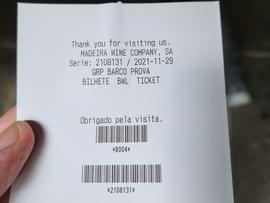 Thank you for visiting us.
MADEIRA WINE COMPANY, SA
Serie: 2108131 / 2021-11-29
GRP BARCO PROVA
BILHETE BWL TICKET
Obrigado pela visita.
*8004*
*2108131*